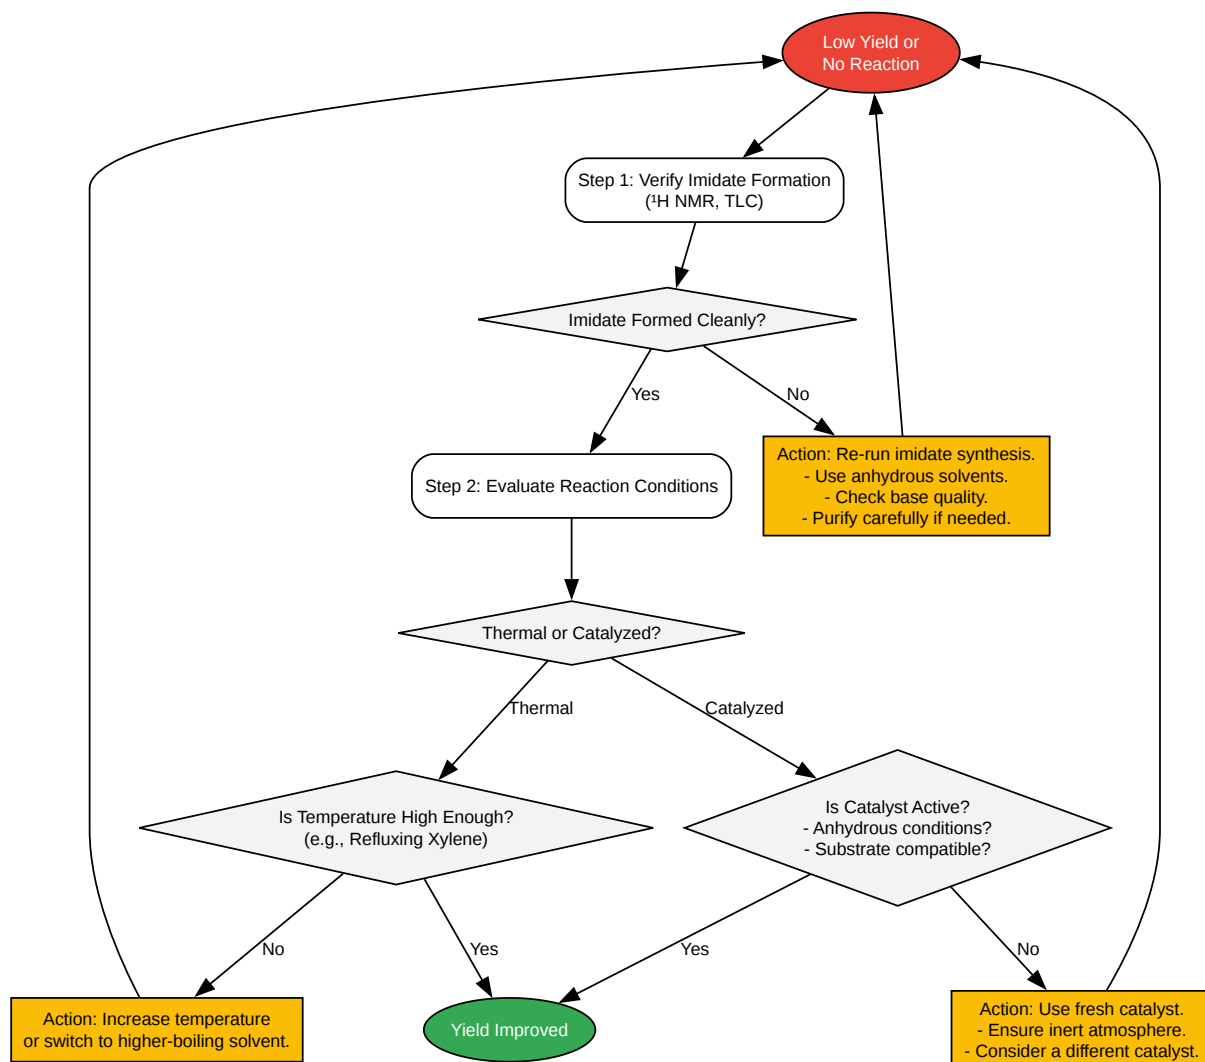 Low Yield or
No Reaction
Step 1: Verify Imidate Formation
(¹H NMR, TLC)
Imidate Formed Cleanly?
Yes
No
Action: Re-run imidate synthesis.
- Use anhydrous solvents.
- Check base quality.
- Purify carefully if needed.
Step 2: Evaluate Reaction Conditions
Thermal or Catalyzed?
Thermal
Catalyzed
Is Temperature High Enough?
(e.g., Refluxing Xylene)
Is Catalyst Active?
- Anhydrous conditions?
- Substrate compatible?
No
Yes
Yes
No
Action: Increase temperature
or switch to higher-boiling solvent.
Yield Improved
Action: Use fresh catalyst.
- Ensure inert atmosphere.
- Consider a different catalyst.